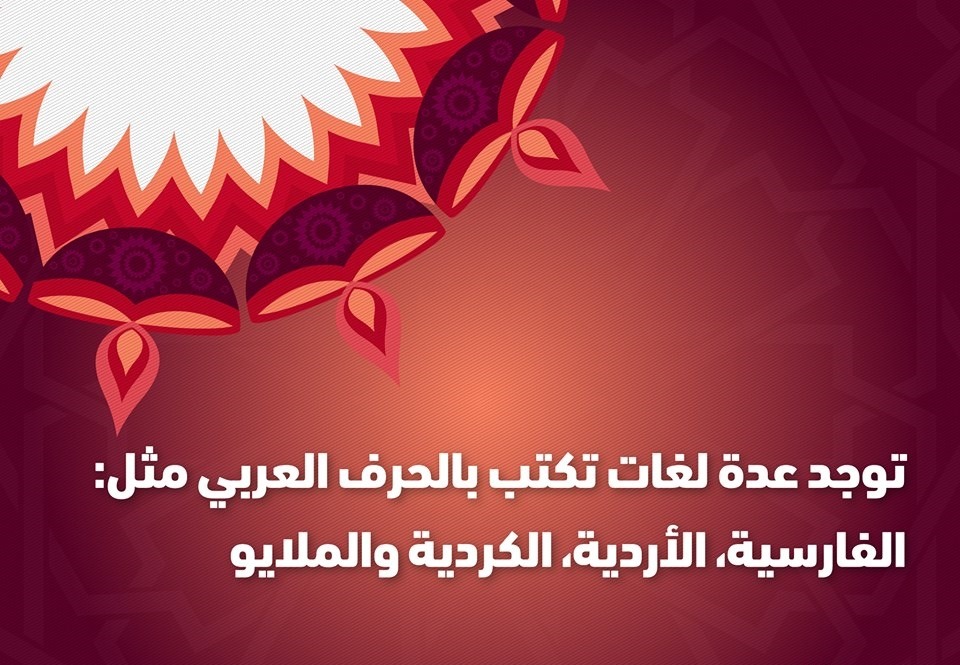 توجد عدة لغات تكتب بالحرف العربي مثل:
الفارسية، الأردية، الكردية والملايو